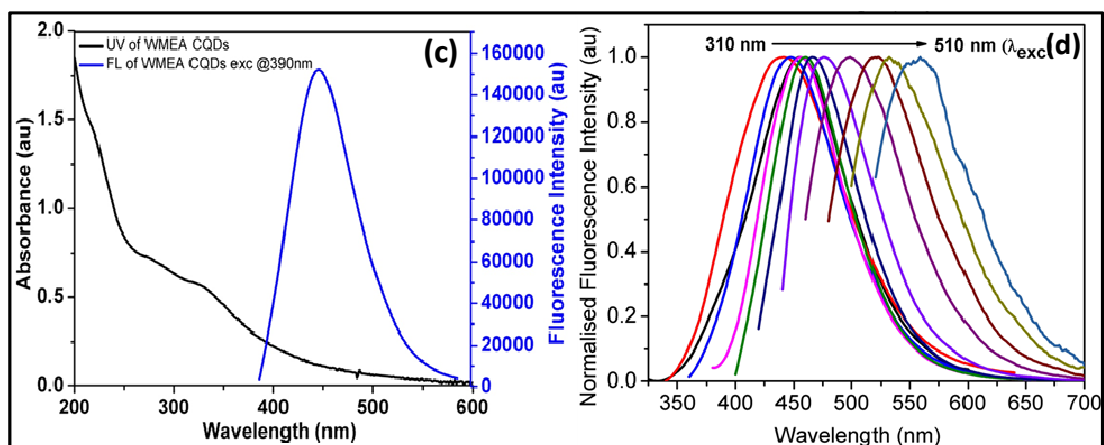 UV of WMEA CQDs
FL of WMEA CQDs exc @390nm
(c)
Absorbance (au)
2.0
1.5
1.0
0.5
0.0
200
300
400
500
600
Wavelength (nm)
160000
140000
120000
100000
80000
60000
40000
20000
0
Fluorescence Intensity (au)
310 nm 510 nm (λexc)
(d)
Normalised Fluorescence Intensity (au)
1.0
0.8
0.6
0.4
0.2
0.0
350 400 450 500 550 600 650 700
Wavelength (nm)